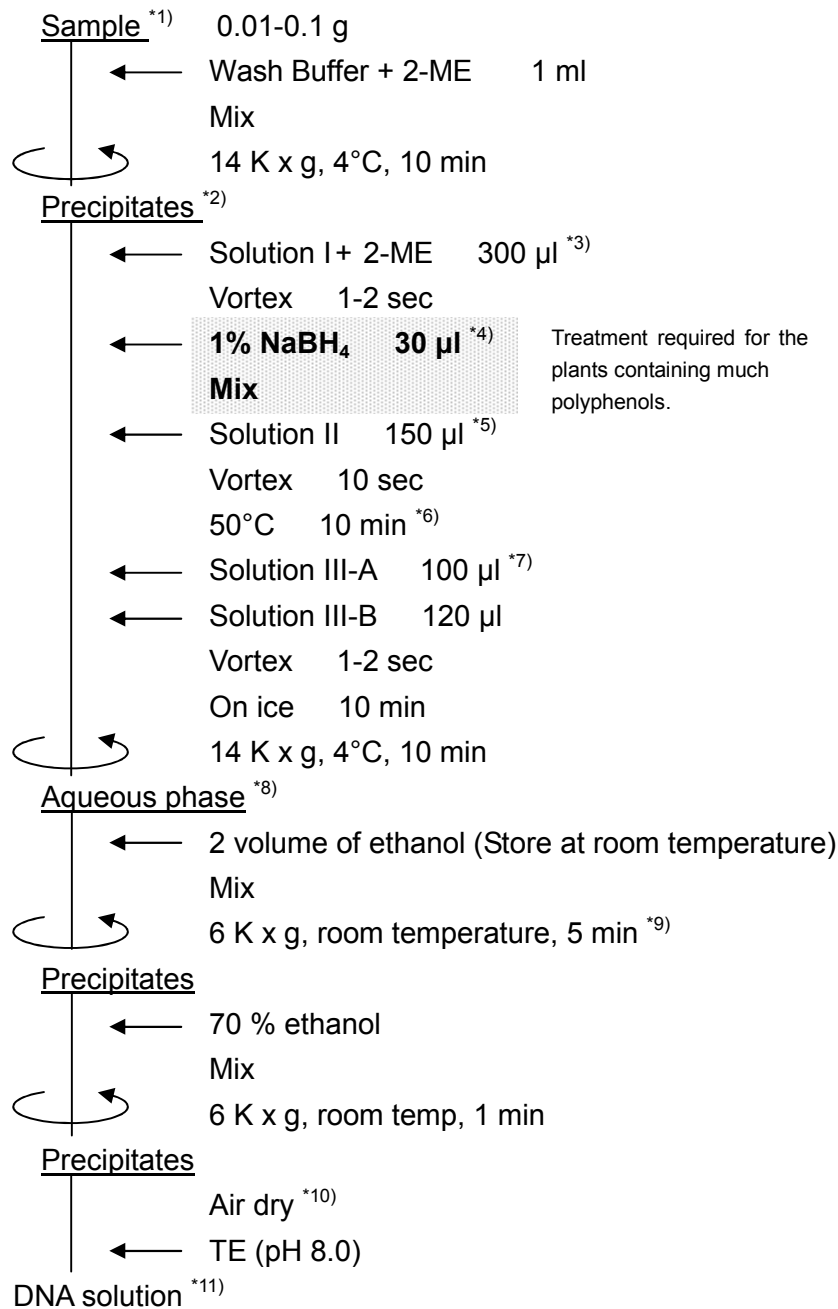 Sample *1) 0.01-0.1 g
Wash Buffer + 2-ME 1 ml
Mix
14 K x g, 4°C, 10 min
Precipitates *2)
Solution I + 2-ME 300 µl *3)
Vortex 1-2 sec
1% NaBH4 30 µl *4)
Mix
Treatment required for the
plants containing much
polyphenols.
Solution II 150 µl *5)
Vortex 10 sec
50°C 10 min *6)
Solution III-A 100 µl *7)
Solution III-B 120 µl
Vortex 1-2 sec
On ice 10 min
14 K x g, 4°C, 10 min
Aqueous phase *8)
2 volume of ethanol (Store at room temperature)
Mix
6 K x g, room temperature, 5 min *9)
Precipitates
70 % ethanol
Mix
6 K x g, room temp, 1 min
Precipitates
Air dry *10)
TE (pH 8.0)
DNA solution *11)